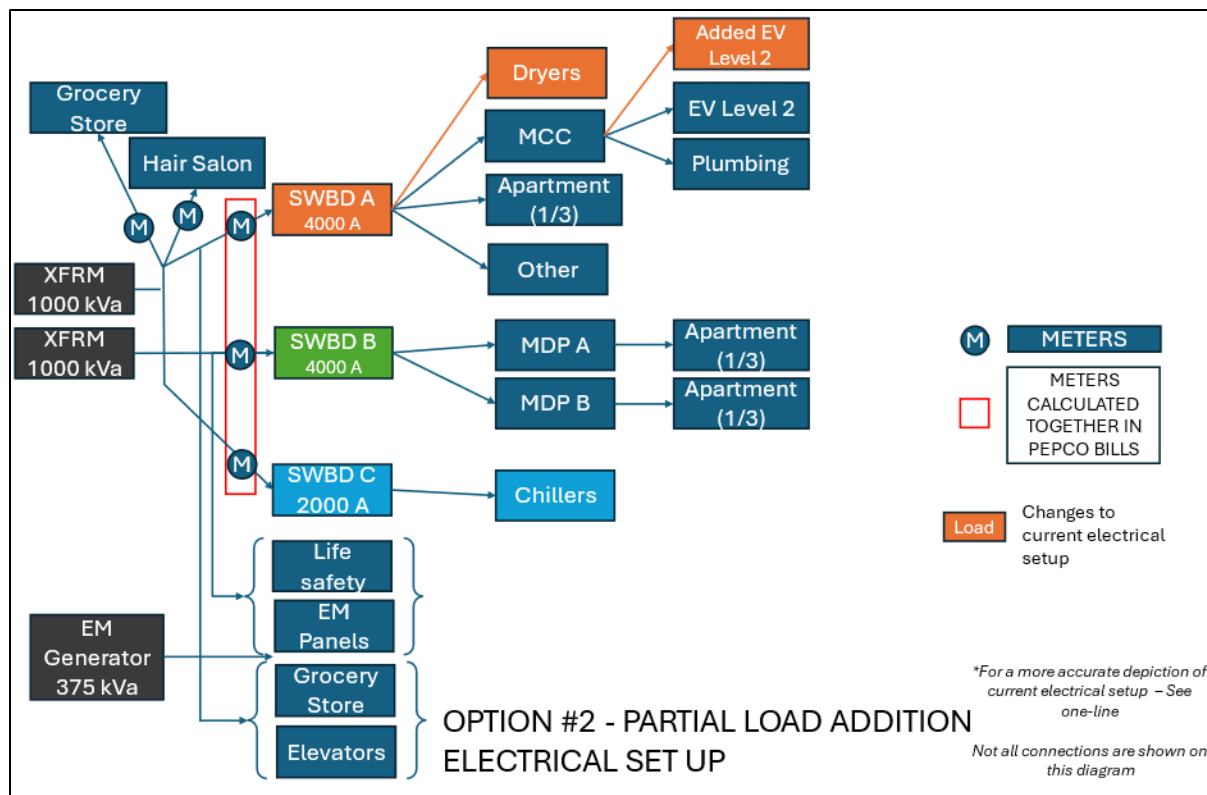 Grocery
Store
Hair Salon
M
M
M
XFRM
1000 kVa
XFRM
1000 kVa
SWBD A
4000 A
Dryers
MCC
Apartment
(1/3)
Other
Added EV
Level 2
EV Level 2
Plumbing
M
SWBD B
4000 A
MDP A
MDP B
Apartment
(1/3)
Apartment
(1/3)
M
SWBD C
2000 A
Chillers
Life
safety
EM
Panels
EM
Generator
375 kVa
Grocery
Store
Elevators
M
METERS
METERS
CALCULATED
TOGETHER IN
PEPCO BILLS
Load
Changes to
current electrical
setup
OPTION #2 - PARTIAL LOAD ADDITION
ELECTRICAL SET UP
*For a more accurate depiction of
current electrical setup – See
one-line
Not all connections are shown on
this diagram